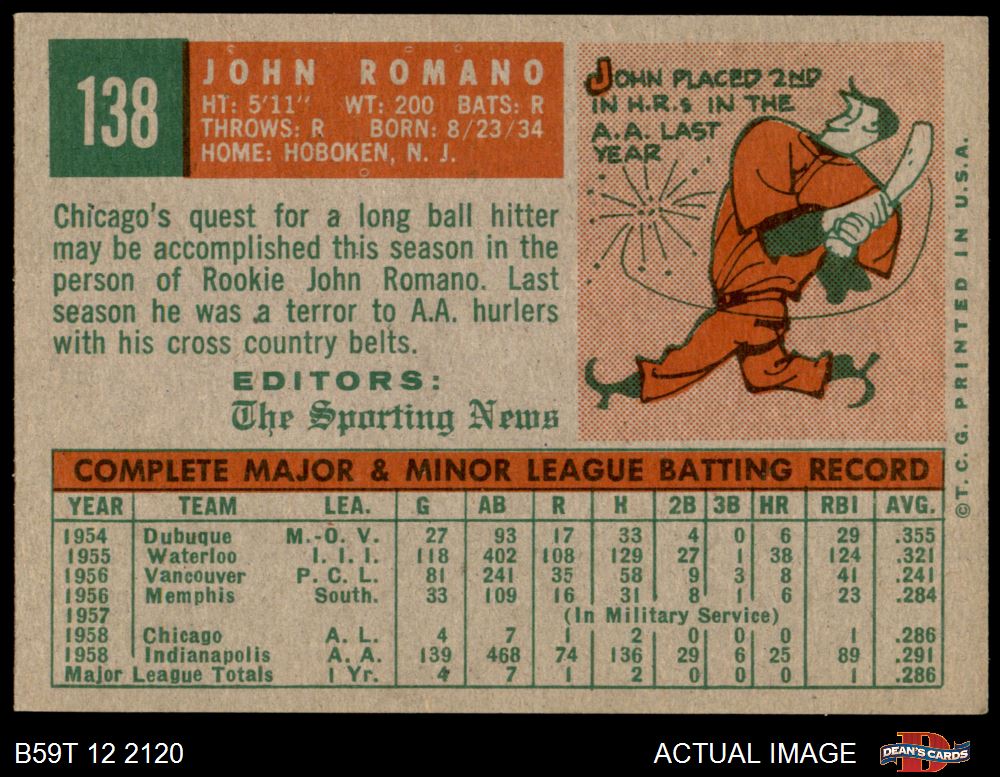 138
JOHN ROMANO
HT: 5'11" WT: 200 BATS: R
THROWS: R BORN: 8/23/34
HOME: HOBOKEN, N. J.
JOHN PLACED 2ND
IN H.R.s IN THE
A.A. LAST
YEAR
Chicago's quest for a long ball hitter
may be accomplished this season in the
person of Rookie John Romano. Last
season he was a terror to A.A. hurlers
with his cross country belts.
EDITORS:
The Sporting News
©T. C. G. PRINTED IN U.S.A.
COMPLETE MAJOR & MINOR LEAGUE BATTING RECORD
YEAR TEAM LEA. G AB R H 2B 3B HR RBI AVG.
1954 Dubuque M.-O. V. 27 93 17 33 4 0 6 29 .355
1955 Waterloo I. I. I. 118 402 108 129 27 1 38 124 .321
1956 Vancouver P. C. L. 81 241 35 58 9 3 8 41 .241
1956 Memphis South. 33 109 16 31 8 1 6 23 .284
1957 (In Military Service)
1958 Chicago A. L. 4 7 1 2 0 0 0 1 .286
1958 Indianapolis A. A. 139 468 74 136 29 6 25 89 .291
Major League Totals 1 Yr. 4 7 1 2 0 0 0 1 .286
B59T 12 2120
ACTUAL IMAGE
DEAN'S CARDS